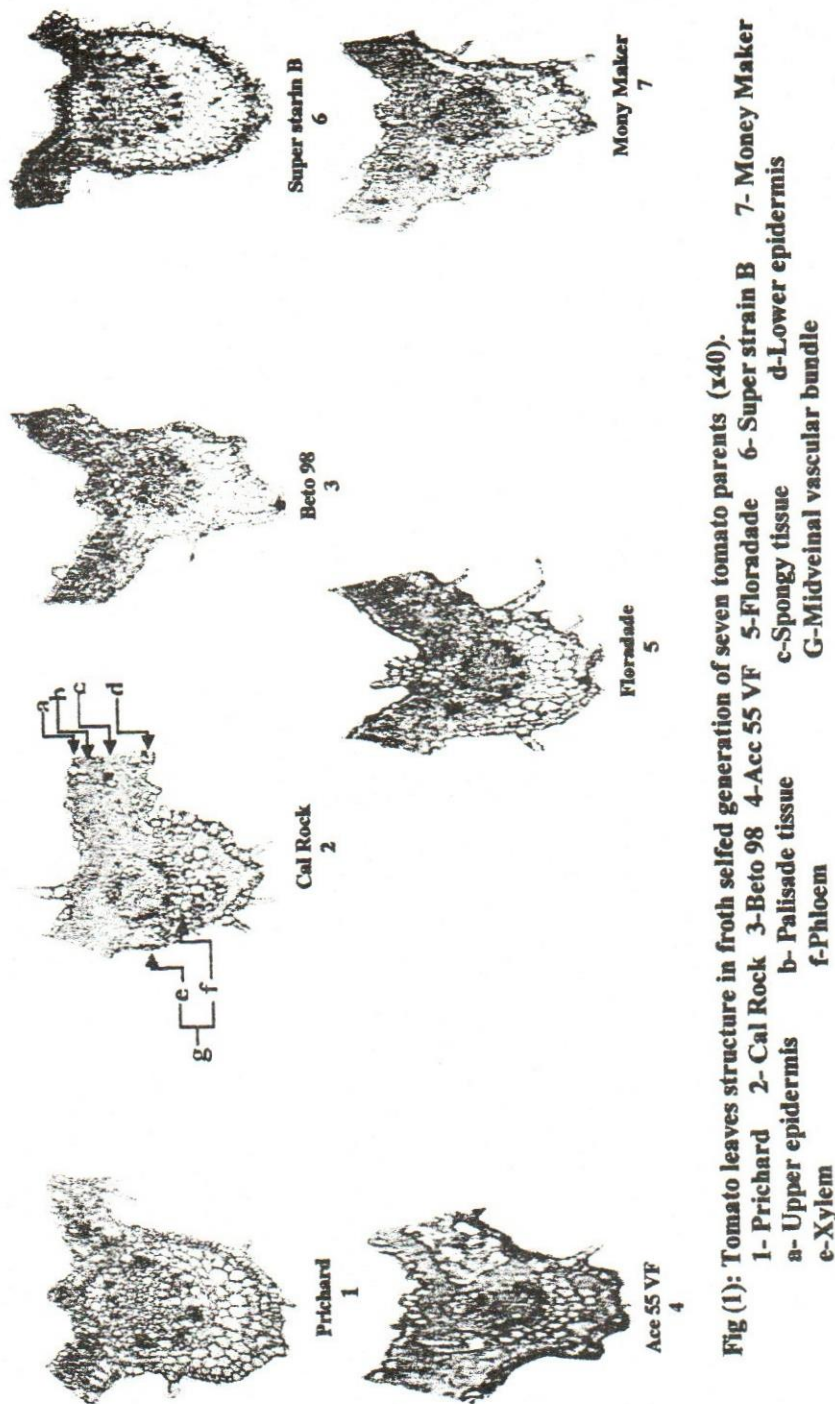 Prichard
1
a
b
c
d
e
f
g
Cal Rock
2
Beto 98
3
Super starin B
6
Ace 55 VF
4
Floradade
5
Mony Maker
7
Fig (1): Tomato leaves structure in froth selfed generation of seven tomato parents (x40).
1- Prichard 2- Cal Rock 3-Beto 98 4-Acc 55 VF 5-Floradade 6- Super strain B 7- Money Maker
a- Upper epidermis b- Palisade tissue c-Spongy tissue d-Lower epidermis
e-Xylem f-Phloem G-Midveinal vascular bundle